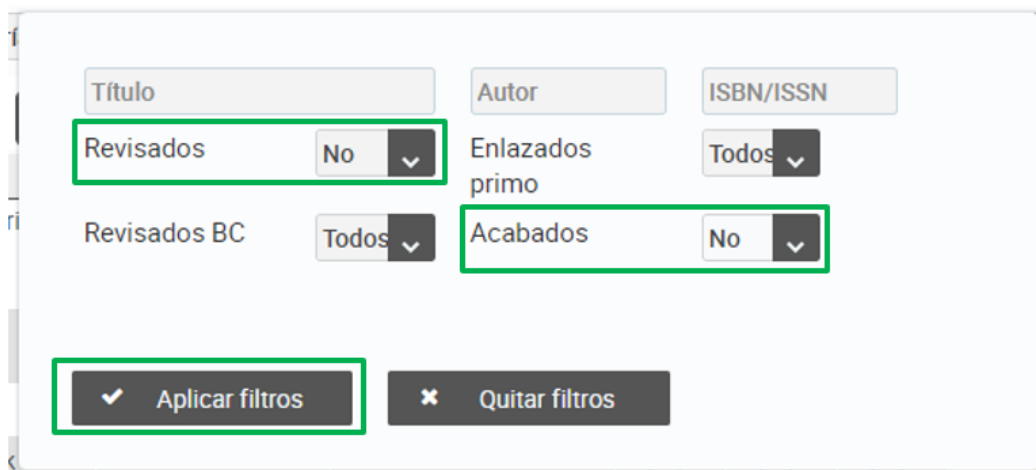 Título Autor ISBN/ISSN
Revisados No Enlazados primo Todos
Revisados BC Todos Acabados No
Aplicar filtros Quitar filtros